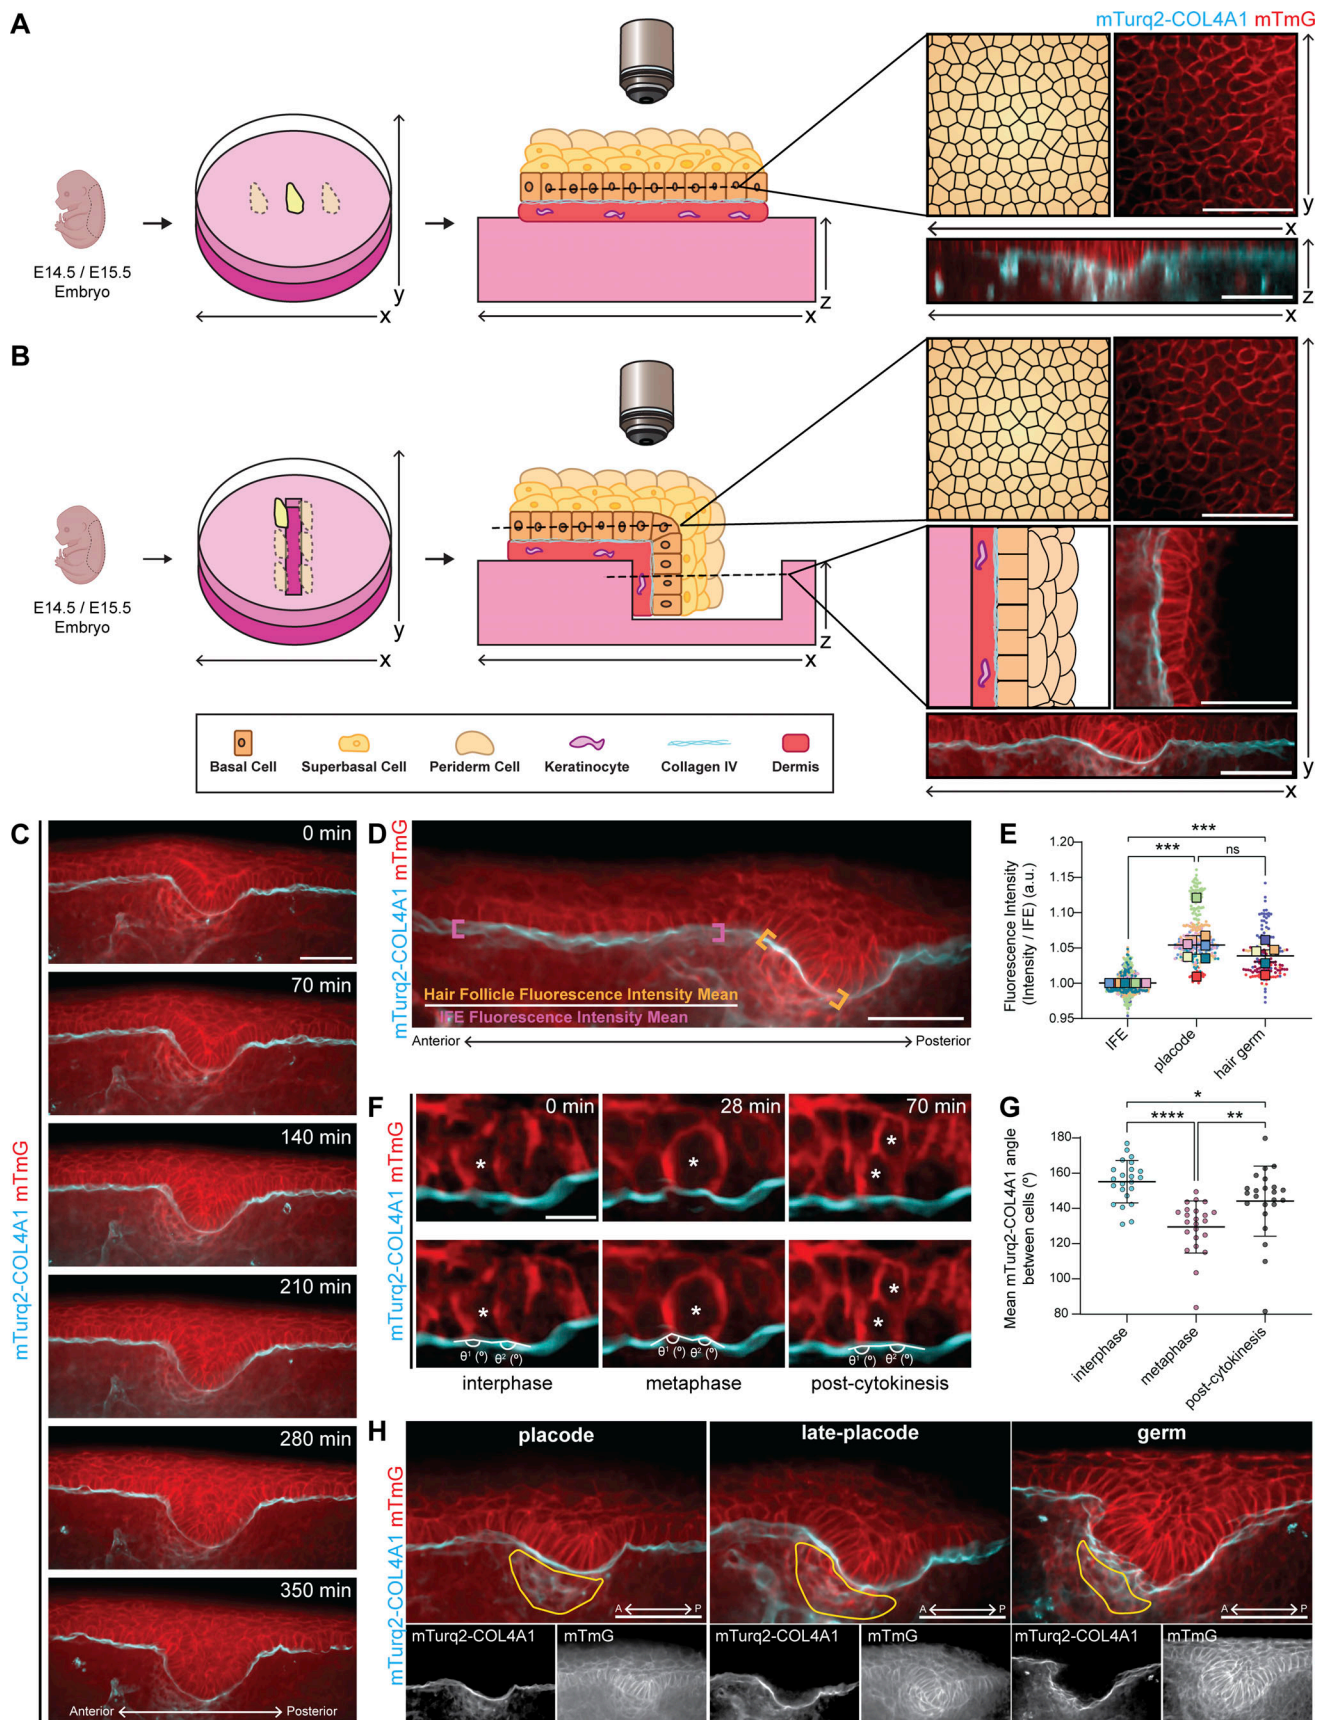 A
mTurq2-COL4A1 mTmG
E14.5 / E15.5
Embryo
y
x
z
x
y
x
z
x
B
E14.5 / E15.5
Embryo
y
x
z
x
y
x
Basal Cell
Superbasal Cell
Periderm Cell
Keratinocyte
Collagen IV
Dermis
C
mTurq2-COL4A1 mTmG
0 min
70 min
140 min
210 min
280 min
350 min
Anterior
Posterior
D
mTurq2-COL4A1 mTmG
Hair Follicle Fluorescence Intensity Mean
IFE Fluorescence Intensity Mean
Anterior
Posterior
E
Fluorescence Intensity
(Intensity / IFE) (a.u.)
1.20
1.15
1.10
1.05
1.00
0.95
***
***
ns
IFE
placode
hair germ
F
mTurq2-COL4A1 mTmG
mTurq2-COL4A1 mTmG
0 min
28 min
70 min
*
*
*
*
*
*
*
*
θ¹ (º)
θ² (º)
θ¹ (º)
θ² (º)
θ¹ (º)
θ² (º)
interphase
metaphase
post-cytokinesis
G
Mean mTurq2-COL4A1 angle
between cells (º)
180
160
140
120
100
80
*
****
**
interphase
metaphase
post-cytokinesis
H
mTurq2-COL4A1 mTmG
placode
late-placode
germ
A
P
A
P
A
P
mTurq2-COL4A1
mTmG
mTurq2-COL4A1
mTmG
mTurq2-COL4A1
mTmG